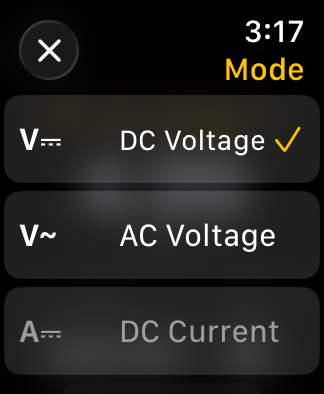 3:17
Mode
V⎓ DC Voltage ✓
V~ AC Voltage
A⎓ DC Current